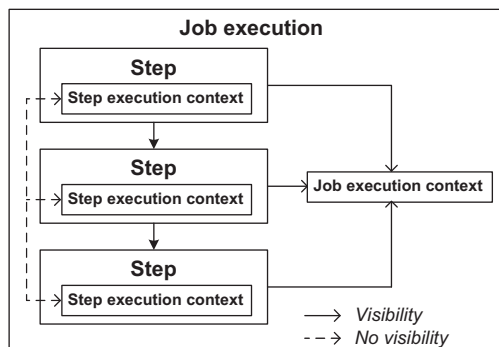 Job execution
Step
Step execution context
Step
Step execution context
Job execution context
Step
Step execution context
Visibility
No visibility